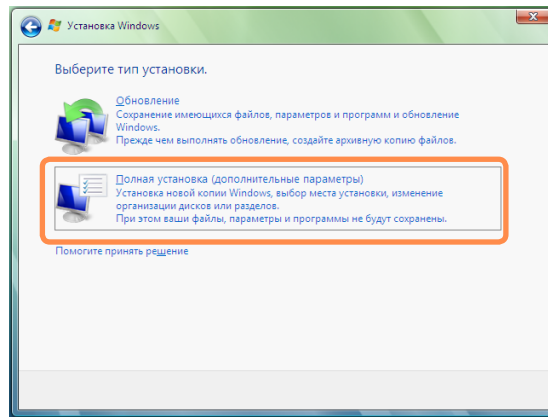 Установка Windows
Выберите тип установки.
Обновление
Сохранение имеющихся файлов, параметров и программ и обновление
Windows.
Прежде чем выполнять обновление, создайте архивную копию файлов.
Полная установка (дополнительные параметры)
Установка новой копии Windows, выбор места установки, изменение
организации дисков или разделов.
При этом ваши файлы, параметры и программы не будут сохранены.
Помогите принять решение